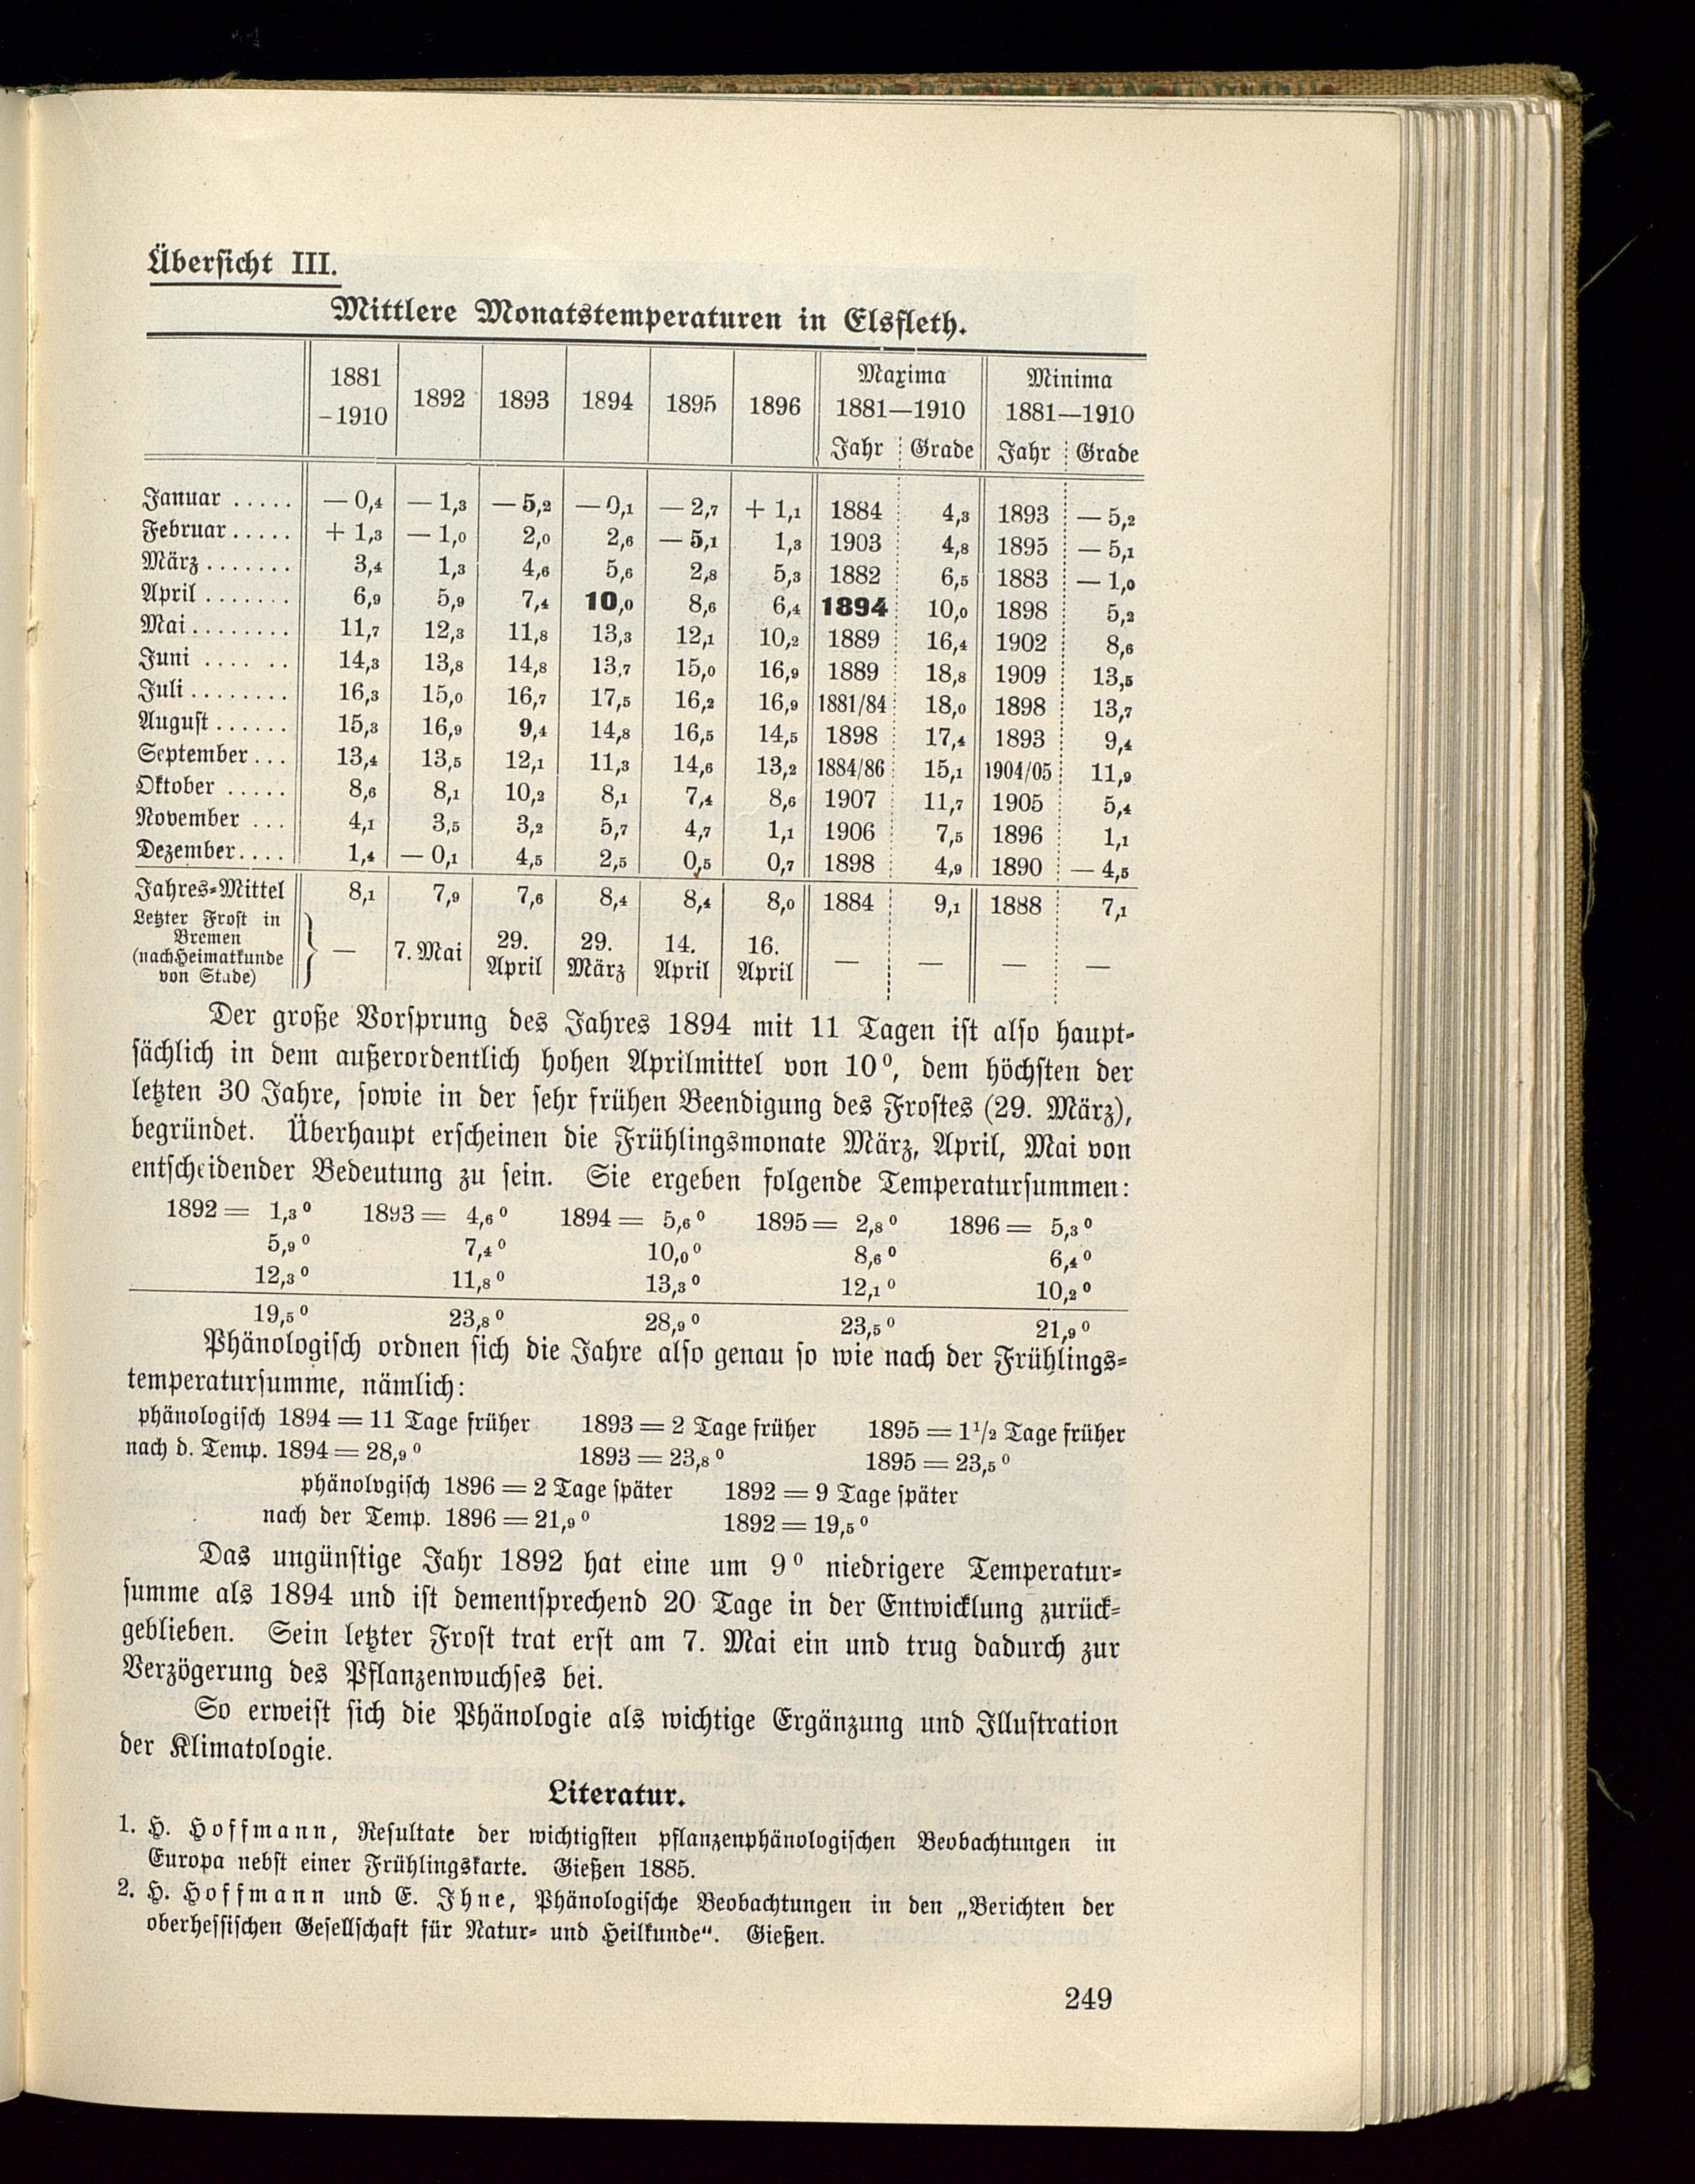 Übersicht III.
Mittlere Monatstemperaturen in Elsfleth.
1881 –1910 | 1892 | 1893 | 1894 | 1895 | 1896 | Maxima 1881—1910 Jahr Grade | Minima 1881—1910 Jahr Grade
Januar ..... — 0,4 | — 1,3 | — 5,2 | — 0,1 | — 2,7 | + 1,1 | 1884 | 4,3 | 1893 | — 5,2
Februar ..... + 1,3 | — 1,0 | 2,0 | 2,6 | — 5,1 | 1,3 | 1903 | 4,8 | 1895 | — 5,1
März ....... 3,4 | 1,3 | 4,6 | 5,6 | 2,8 | 5,3 | 1882 | 6,5 | 1883 | — 1,0
April ....... 6,9 | 5,9 | 7,4 | 10,0 | 8,6 | 6,4 | 1894 | 10,0 | 1898 | 5,2
Mai ........ 11,7 | 12,3 | 11,8 | 13,3 | 12,1 | 10,2 | 1889 | 16,4 | 1902 | 8,6
Juni .... .. 14,3 | 13,8 | 14,8 | 13,7 | 15,0 | 16,9 | 1889 | 18,8 | 1909 | 13,5
Juli ........ 16,3 | 15,0 | 16,7 | 17,5 | 16,2 | 16,9 | 1881/84 | 18,0 | 1898 | 13,7
August ...... 15,3 | 16,9 | 9,4 | 14,8 | 16,5 | 14,5 | 1898 | 17,4 | 1893 | 9,4
September ... 13,4 | 13,5 | 12,1 | 11,3 | 14,6 | 13,2 | 1884/86 | 15,1 | 1904/05 | 11,9
Oktober ..... 8,6 | 8,1 | 10,2 | 8,1 | 7,4 | 8,6 | 1907 | 11,7 | 1905 | 5,4
November ... 4,1 | 3,5 | 3,2 | 5,7 | 4,7 | 1,1 | 1906 | 7,5 | 1896 | 1,1
Dezember .... 1,4 | — 0,1 | 4,5 | 2,5 | 0,5 | 0,7 | 1898 | 4,9 | 1890 | — 4,5
Jahres-Mittel 8,1 | 7,9 | 7,6 | 8,4 | 8,4 | 8,0 | 1884 | 9,1 | 1888 | 7,1
Letzter Frost in
Bremen
(nach Heimatkunde
von Stade) } — | 7. Mai | 29. April | 29. März | 14. April | 16. April | — | — | — | —
Der große Vorsprung des Jahres 1894 mit 11 Tagen ist also haupt-
sächlich in dem außerordentlich hohen Aprilmittel von 10⁰, dem höchsten der
letzten 30 Jahre, sowie in der sehr frühen Beendigung des Frostes (29. März),
begründet. Überhaupt erscheinen die Frühlingsmonate März, April, Mai von
entscheidender Bedeutung zu sein. Sie ergeben folgende Temperatursummen:
1892 = 1,3⁰ 1893 = 4,6⁰ 1894 = 5,6⁰ 1895 = 2,8⁰ 1896 = 5,3⁰
5,9⁰ 7,4⁰ 10,0⁰ 8,6⁰ 6,4⁰
12,3⁰ 11,8⁰ 13,3⁰ 12,1⁰ 10,2⁰
19,5⁰ 23,8⁰ 28,9⁰ 23,5⁰ 21,9⁰
Phänologisch ordnen sich die Jahre also genau so wie nach der Frühlings-
temperatursumme, nämlich:
phänologisch 1894 = 11 Tage früher 1893 = 2 Tage früher 1895 = 1½ Tage früher
nach d. Temp. 1894 = 28,9⁰ 1893 = 23,8⁰ 1895 = 23,5⁰
phänologisch 1896 = 2 Tage später 1892 = 9 Tage später
nach der Temp. 1896 = 21,9⁰ 1892 = 19,5⁰
Das ungünstige Jahr 1892 hat eine um 9⁰ niedrigere Temperatur-
summe als 1894 und ist dementsprechend 20 Tage in der Entwicklung zurück-
geblieben. Sein letzter Frost trat erst am 7. Mai ein und trug dadurch zur
Verzögerung des Pflanzenwuchses bei.
So erweist sich die Phänologie als wichtige Ergänzung und Illustration
der Klimatologie.
Literatur.
1. H. Hoffmann, Resultate der wichtigsten pflanzenphänologischen Beobachtungen in
Europa nebst einer Frühlingskarte. Gießen 1885.
2. H. Hoffmann und E. Ihne, Phänologische Beobachtungen in den „Berichten der
oberhessischen Gesellschaft für Natur- und Heilkunde“. Gießen.
249